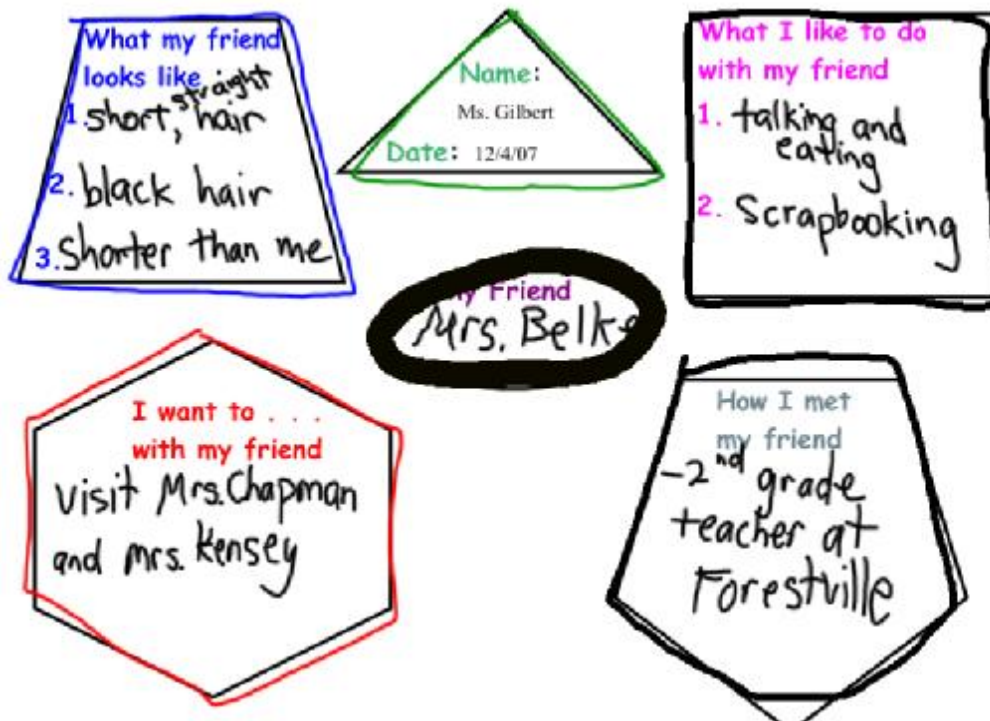 What my friend
looks like
1. short, straight hair
2. black hair
3. Shorter than me
Name:
Ms. Gilbert
Date: 12/4/07
What I like to do
with my friend
1. talking and
eating
2. Scrapbooking
my Friend
Mrs. Belke
I want to . . .
with my friend
visit Mrs. Chapman
and mrs. Kensey
How I met
my friend
-2nd grade
teacher at
Forestville